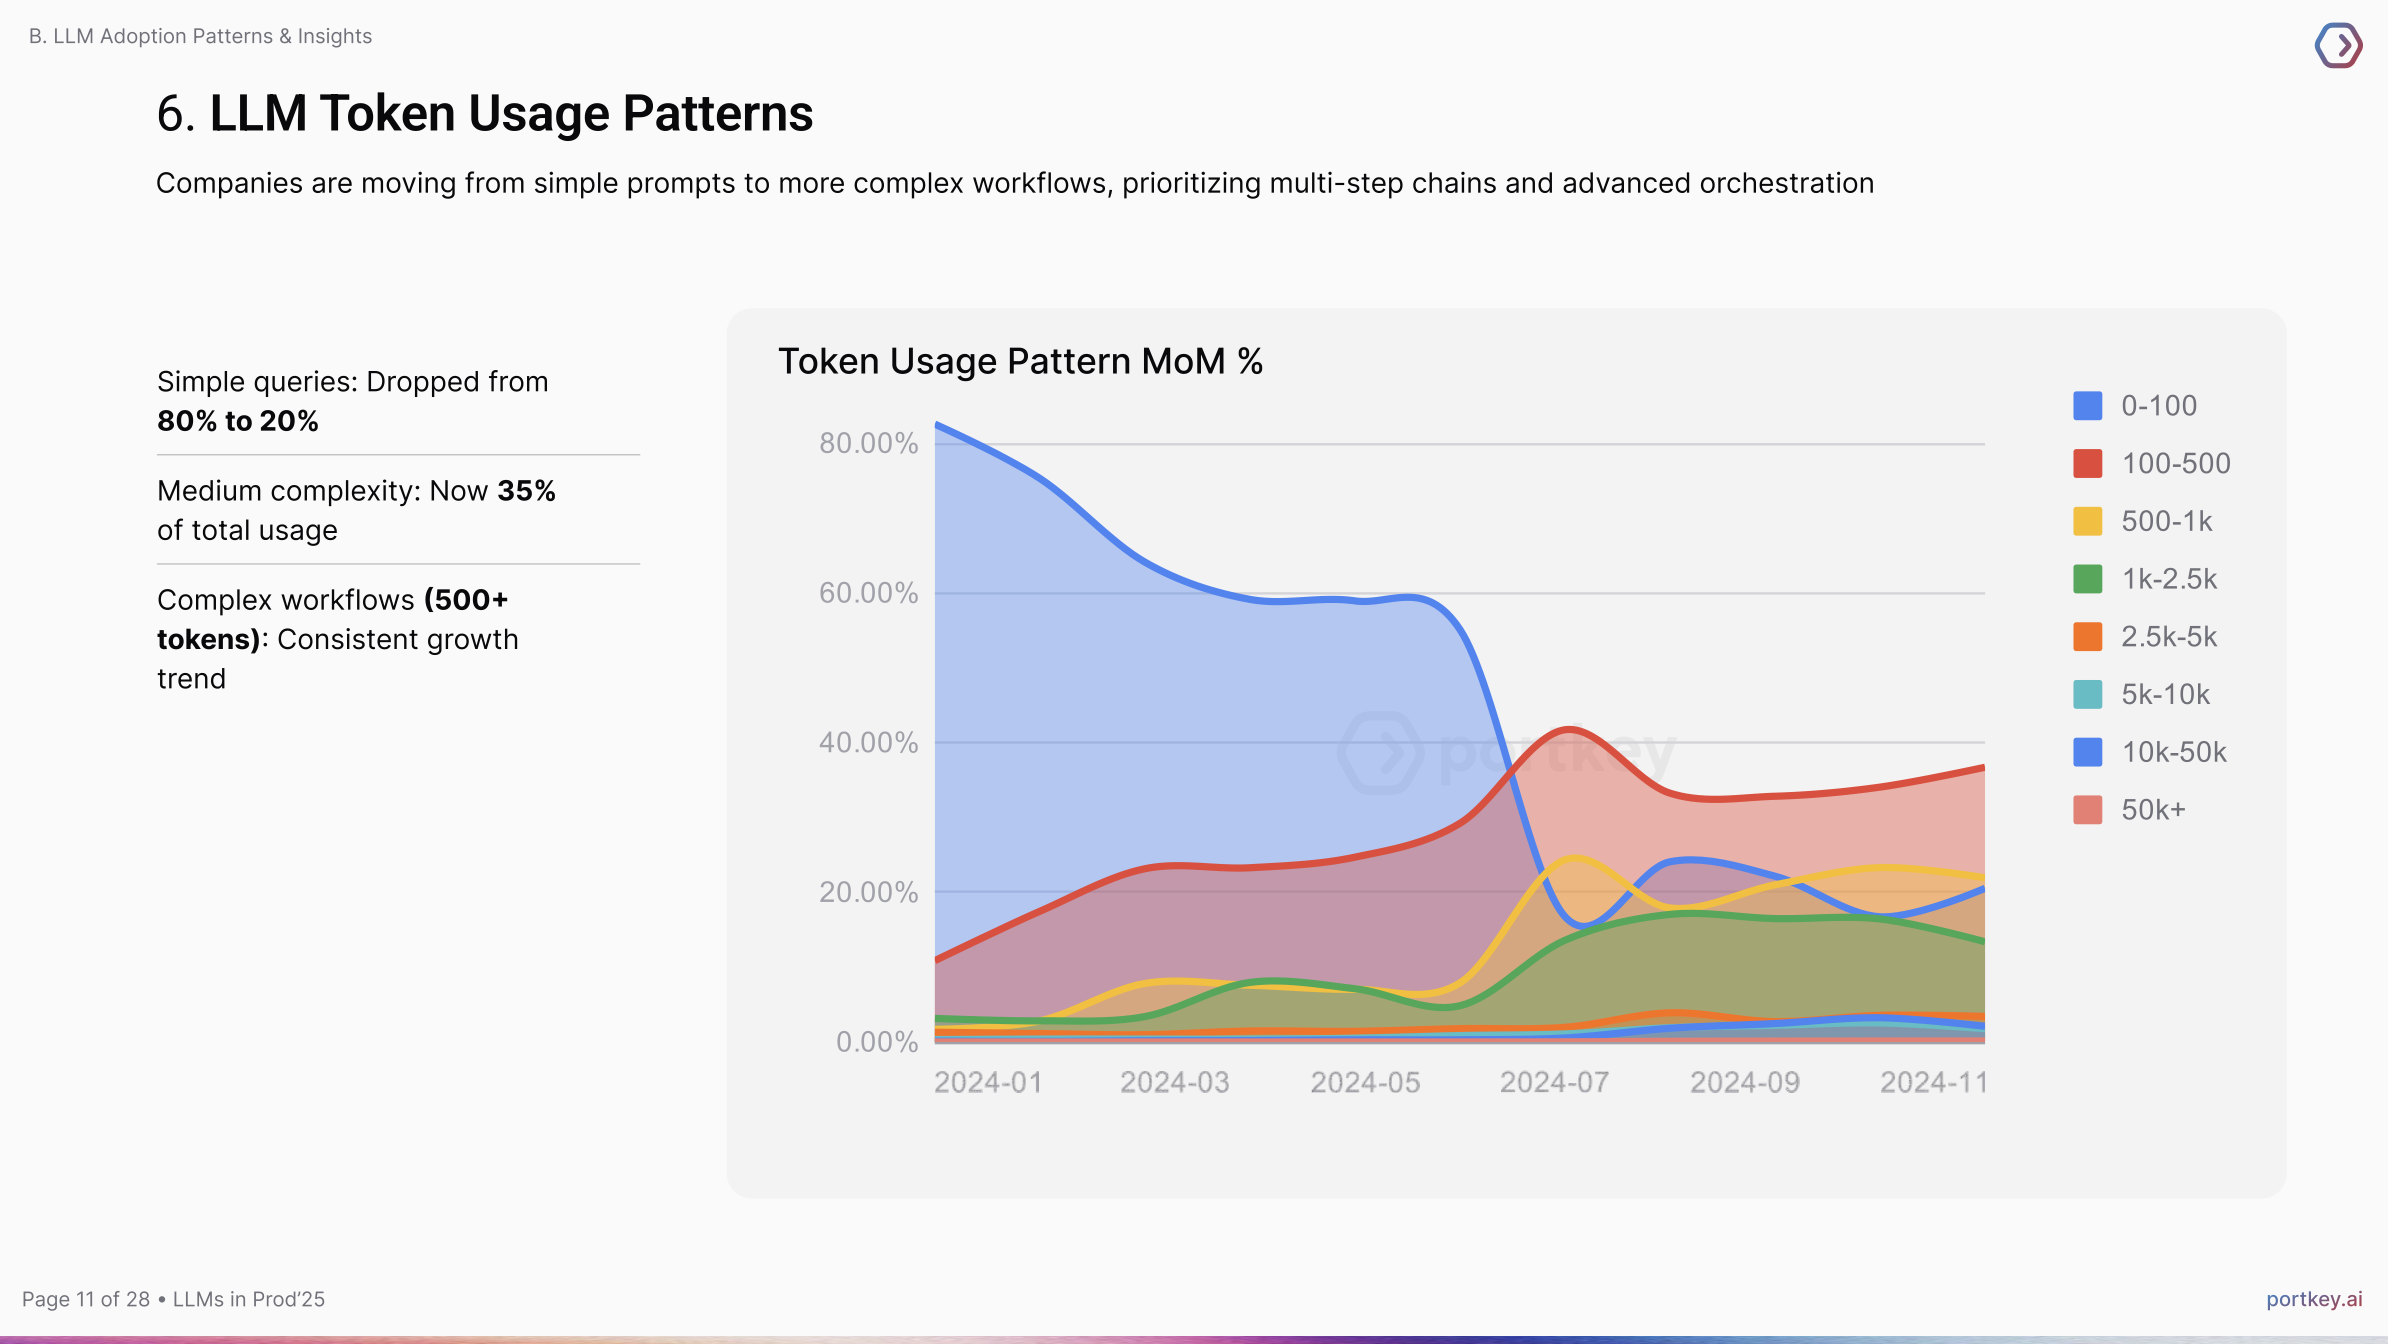 B. LLM Adoption Patterns & Insights
6. LLM Token Usage Patterns
Companies are moving from simple prompts to more complex workflows, prioritizing multi-step chains and advanced orchestration
Simple queries: Dropped from
80% to 20%
Medium complexity: Now 35%
of total usage
Complex workflows (500+
tokens): Consistent growth
trend
Token Usage Pattern MoM %
80.00%
60.00%
40.00%
20.00%
0.00%
portkey
2024-01
2024-03
2024-05
2024-07
2024-09
2024-11
0-100
100-500
500-1k
1k-2.5k
2.5k-5k
5k-10k
10k-50k
50k+
Page 11 of 28 • LLMs in Prod’25
portkey.ai